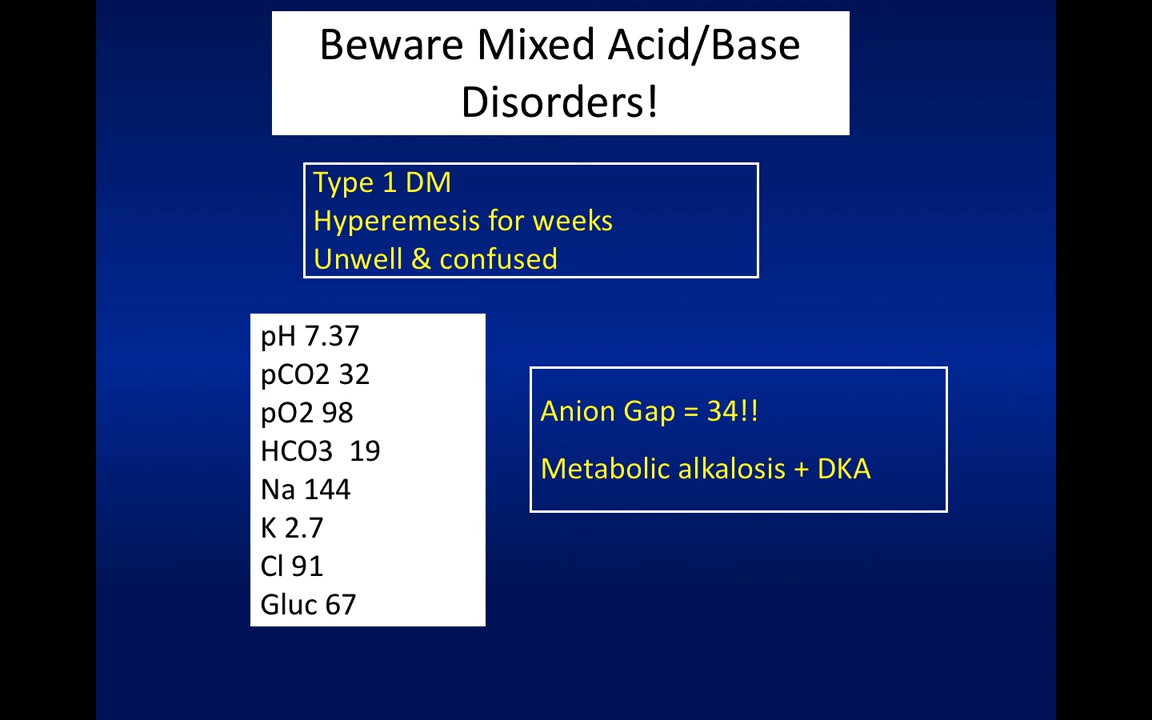 Beware Mixed Acid/Base
Disorders!
Type 1 DM
Hyperemesis for weeks
Unwell & confused
pH 7.37
pCO2 32
pO2 98
HCO3  19
Na 144
K 2.7
Cl 91
Gluc 67
Anion Gap = 34!!
Metabolic alkalosis + DKA